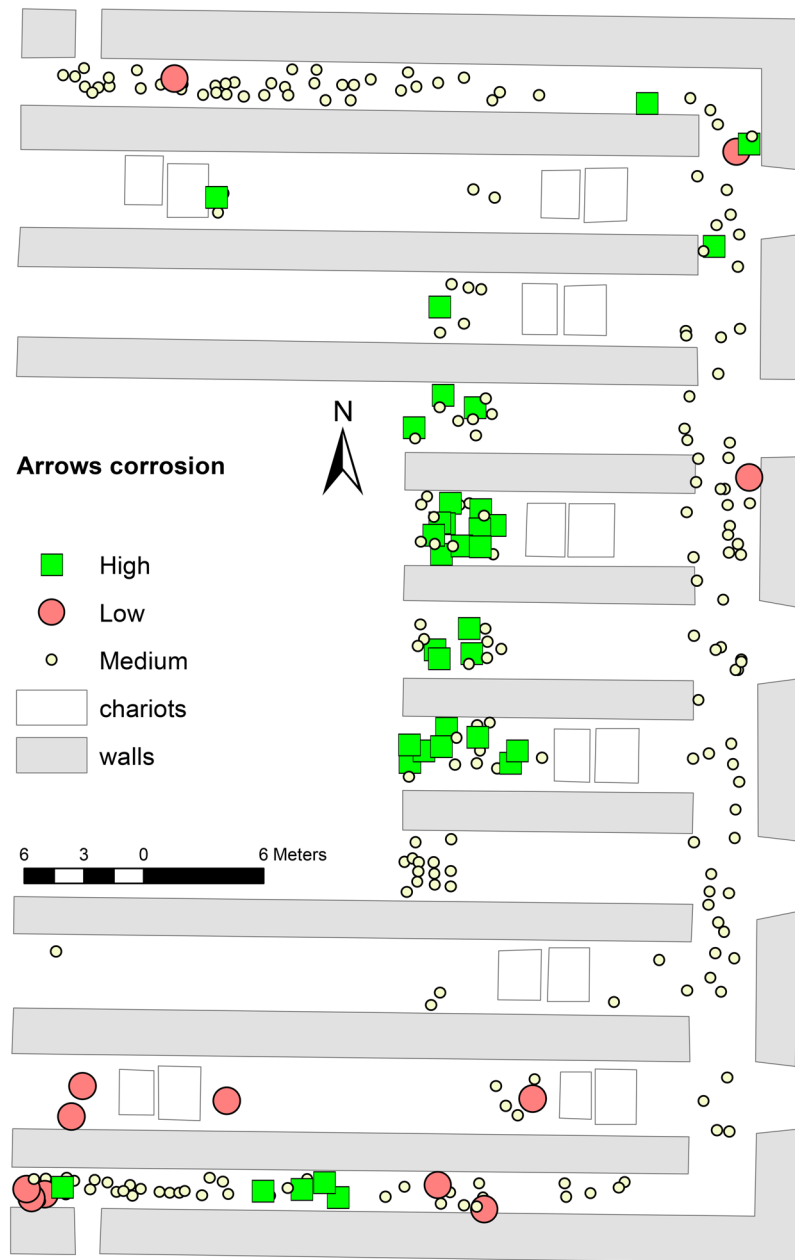 N
Arrows corrosion
High
Low
Medium
chariots
walls
6 3 0 6 Meters